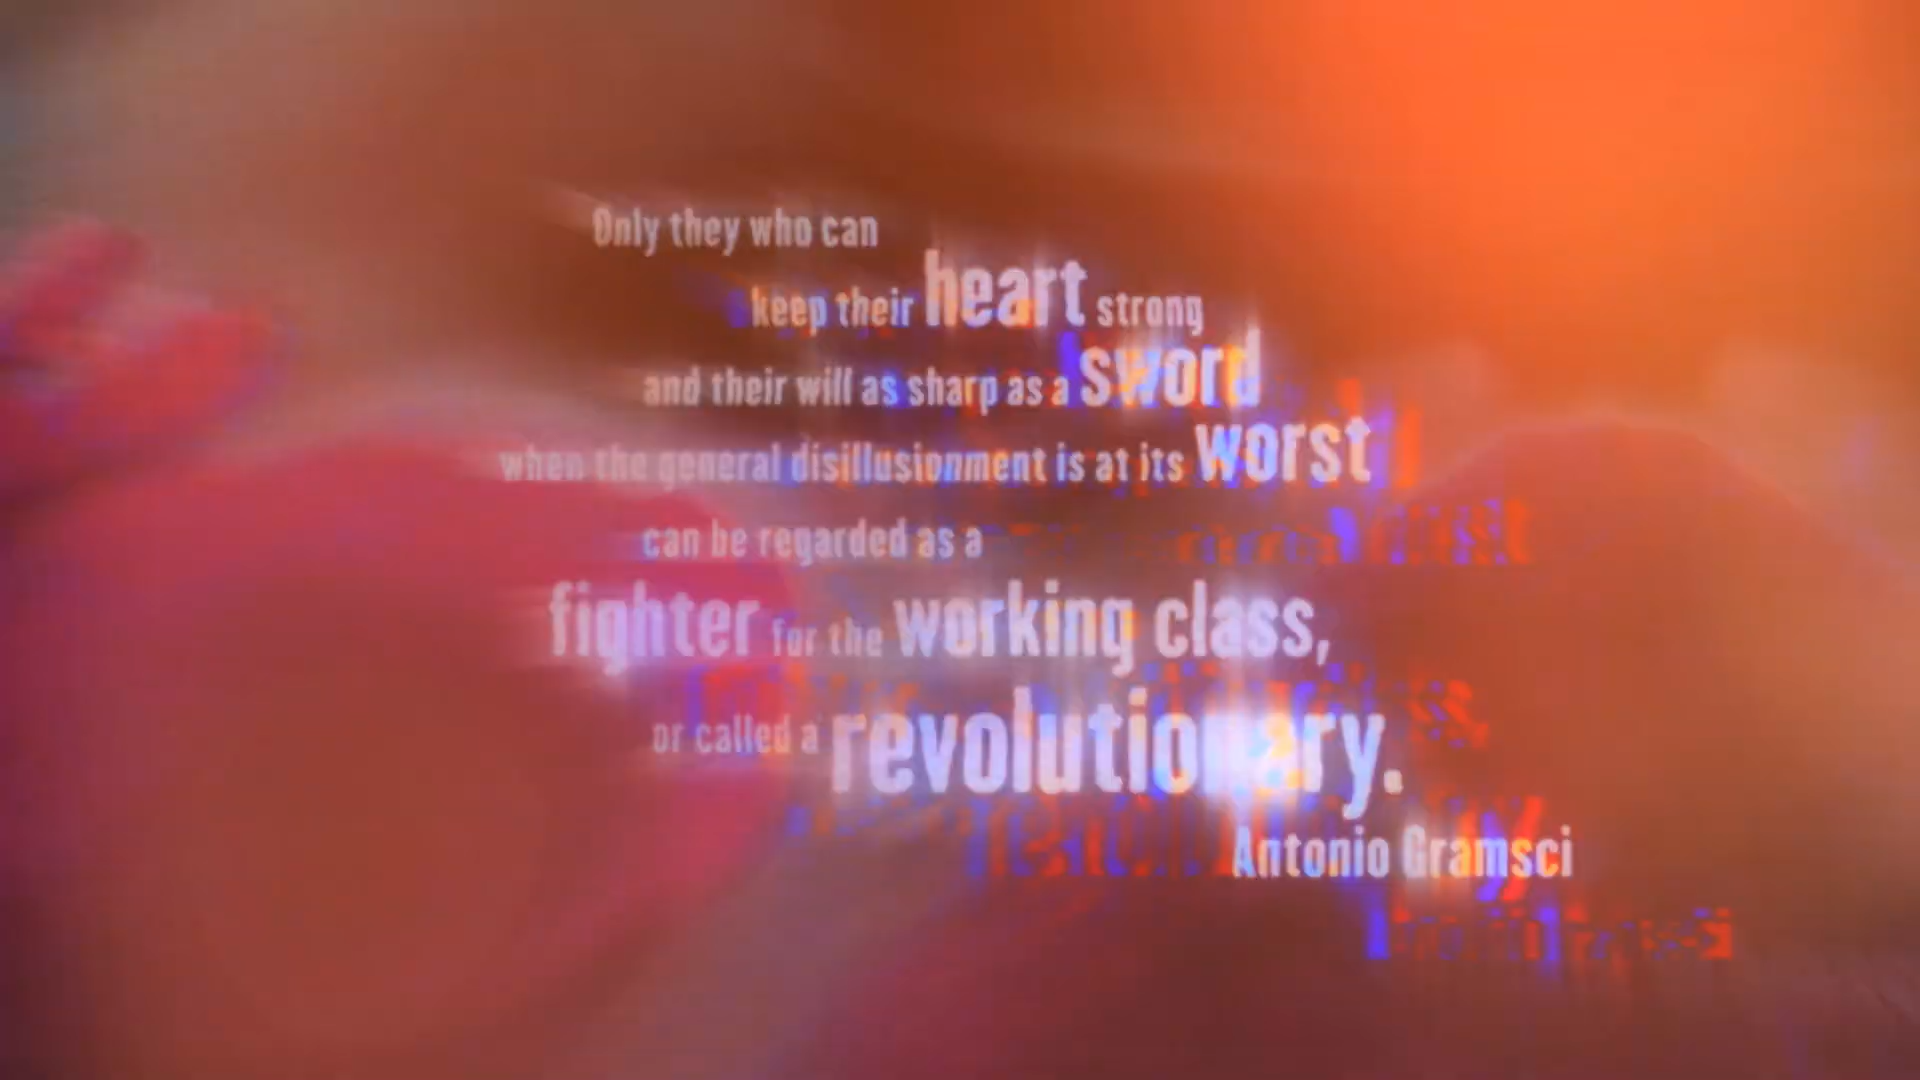 Only they who can
keep their heart strong
and their will as sharp as a sword
when the general disillusionment is at its worst
can be regarded as a
fighter for the working class,
or called a revolutionary.
Antonio Gramsci